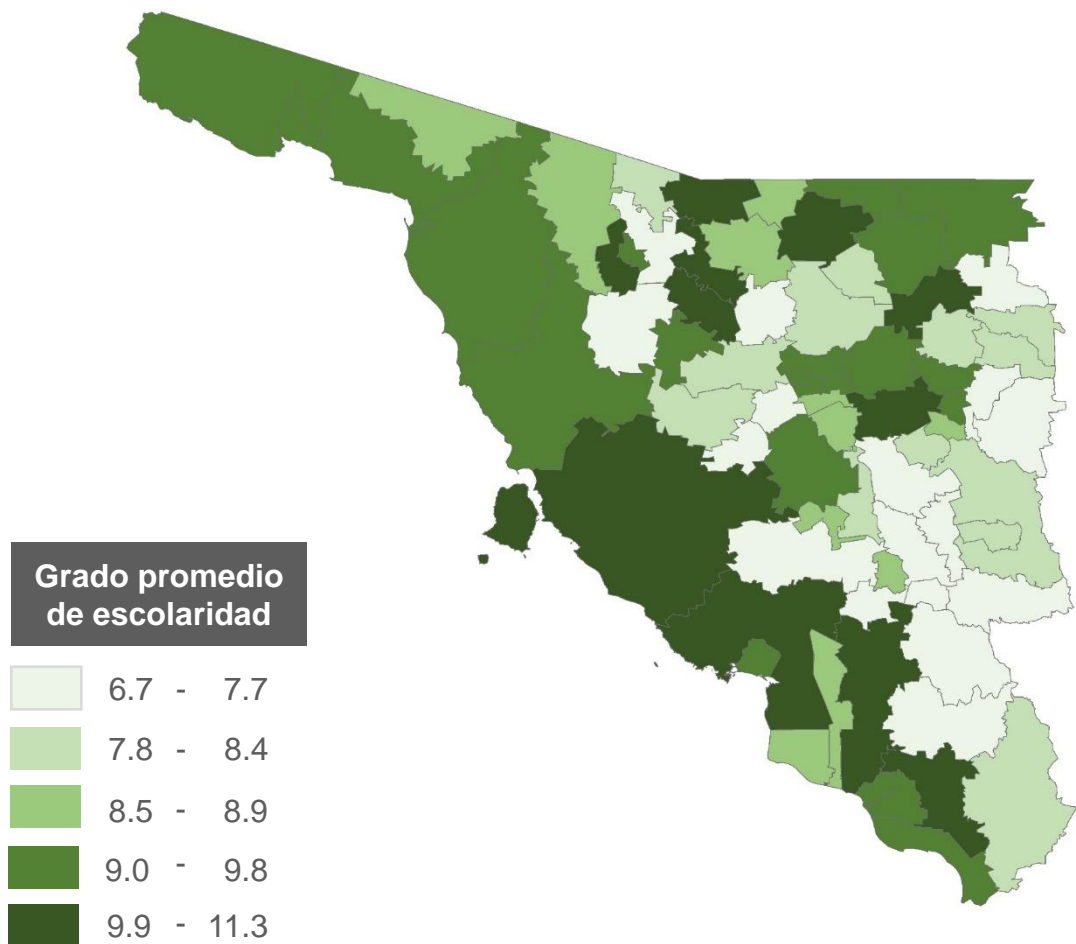 Grado promedio
de escolaridad
6.7 - 7.7
7.8 - 8.4
8.5 - 8.9
9.0 - 9.8
9.9 - 11.3